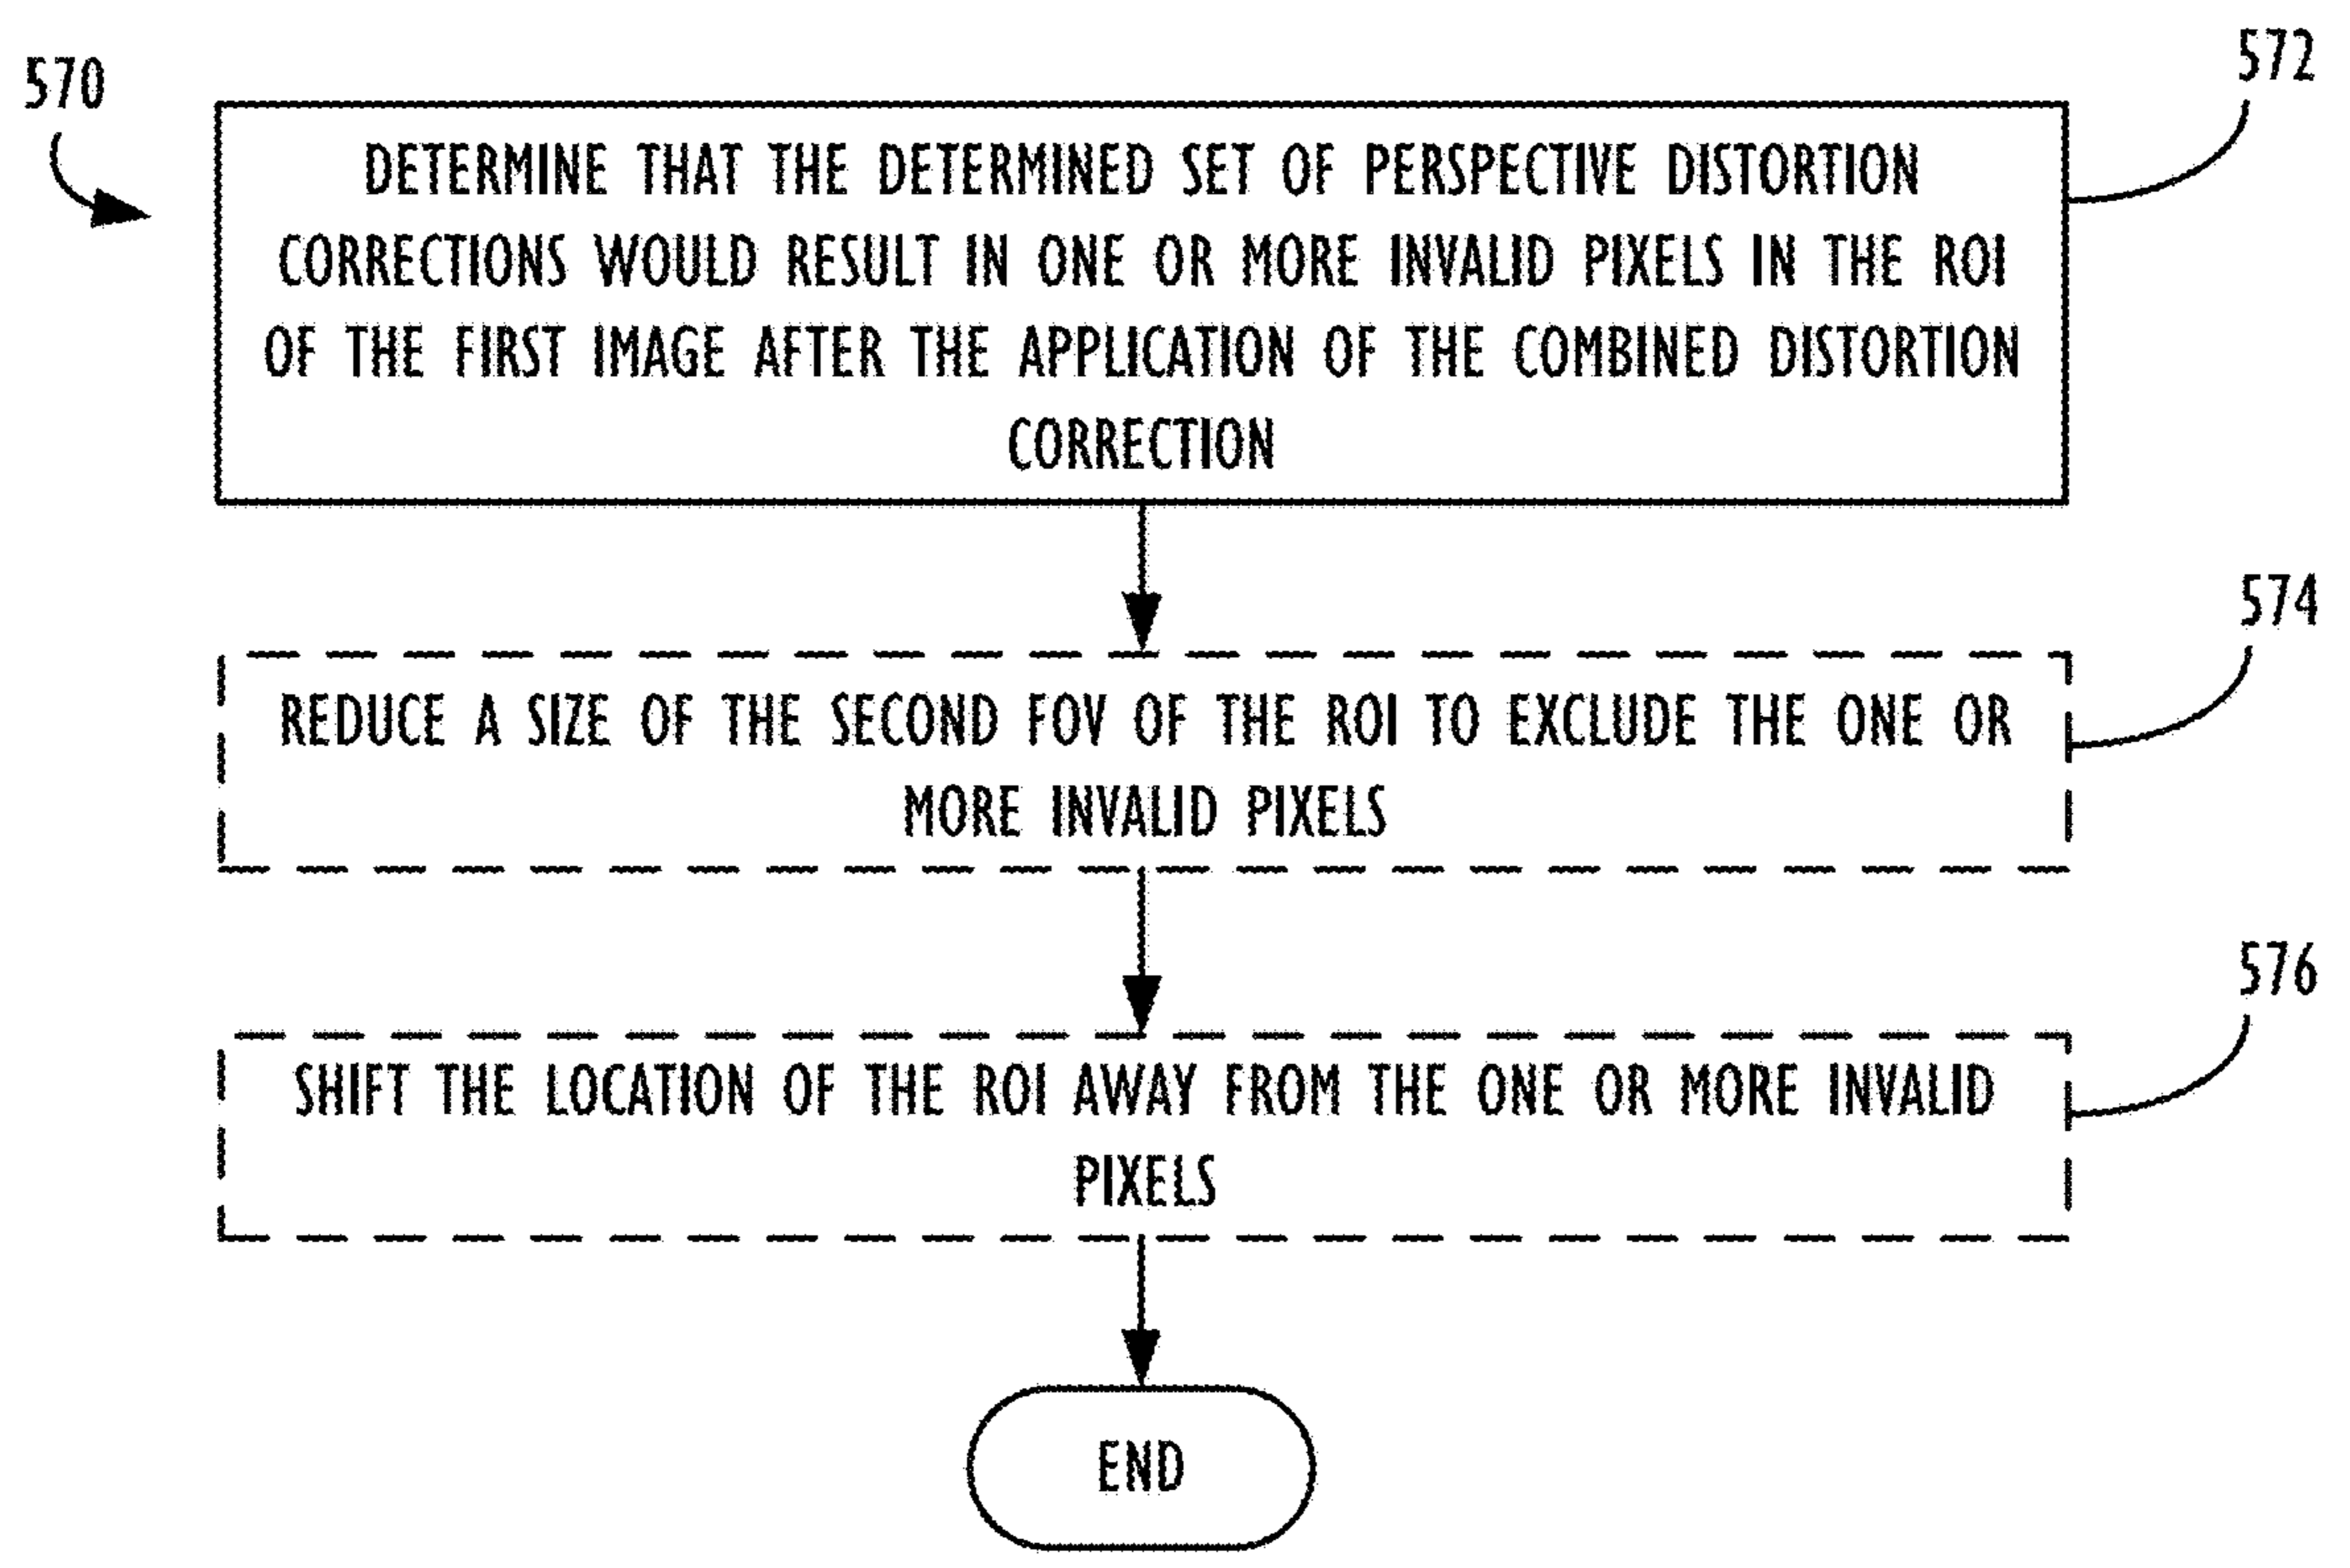 570
572
DETERMINE THAT THE DETERMINED SET OF PERSPECTIVE DISTORTION
CORRECTIONS WOULD RESULT IN ONE OR MORE INVALID PIXELS IN THE ROI
OF THE FIRST IMAGE AFTER THE APPLICATION OF THE COMBINED DISTORTION
CORRECTION
574
REDUCE A SIZE OF THE SECOND FOV OF THE ROI TO EXCLUDE THE ONE OR
MORE INVALID PIXELS
576
SHIFT THE LOCATION OF THE ROI AWAY FROM THE ONE OR MORE INVALID
PIXELS
END